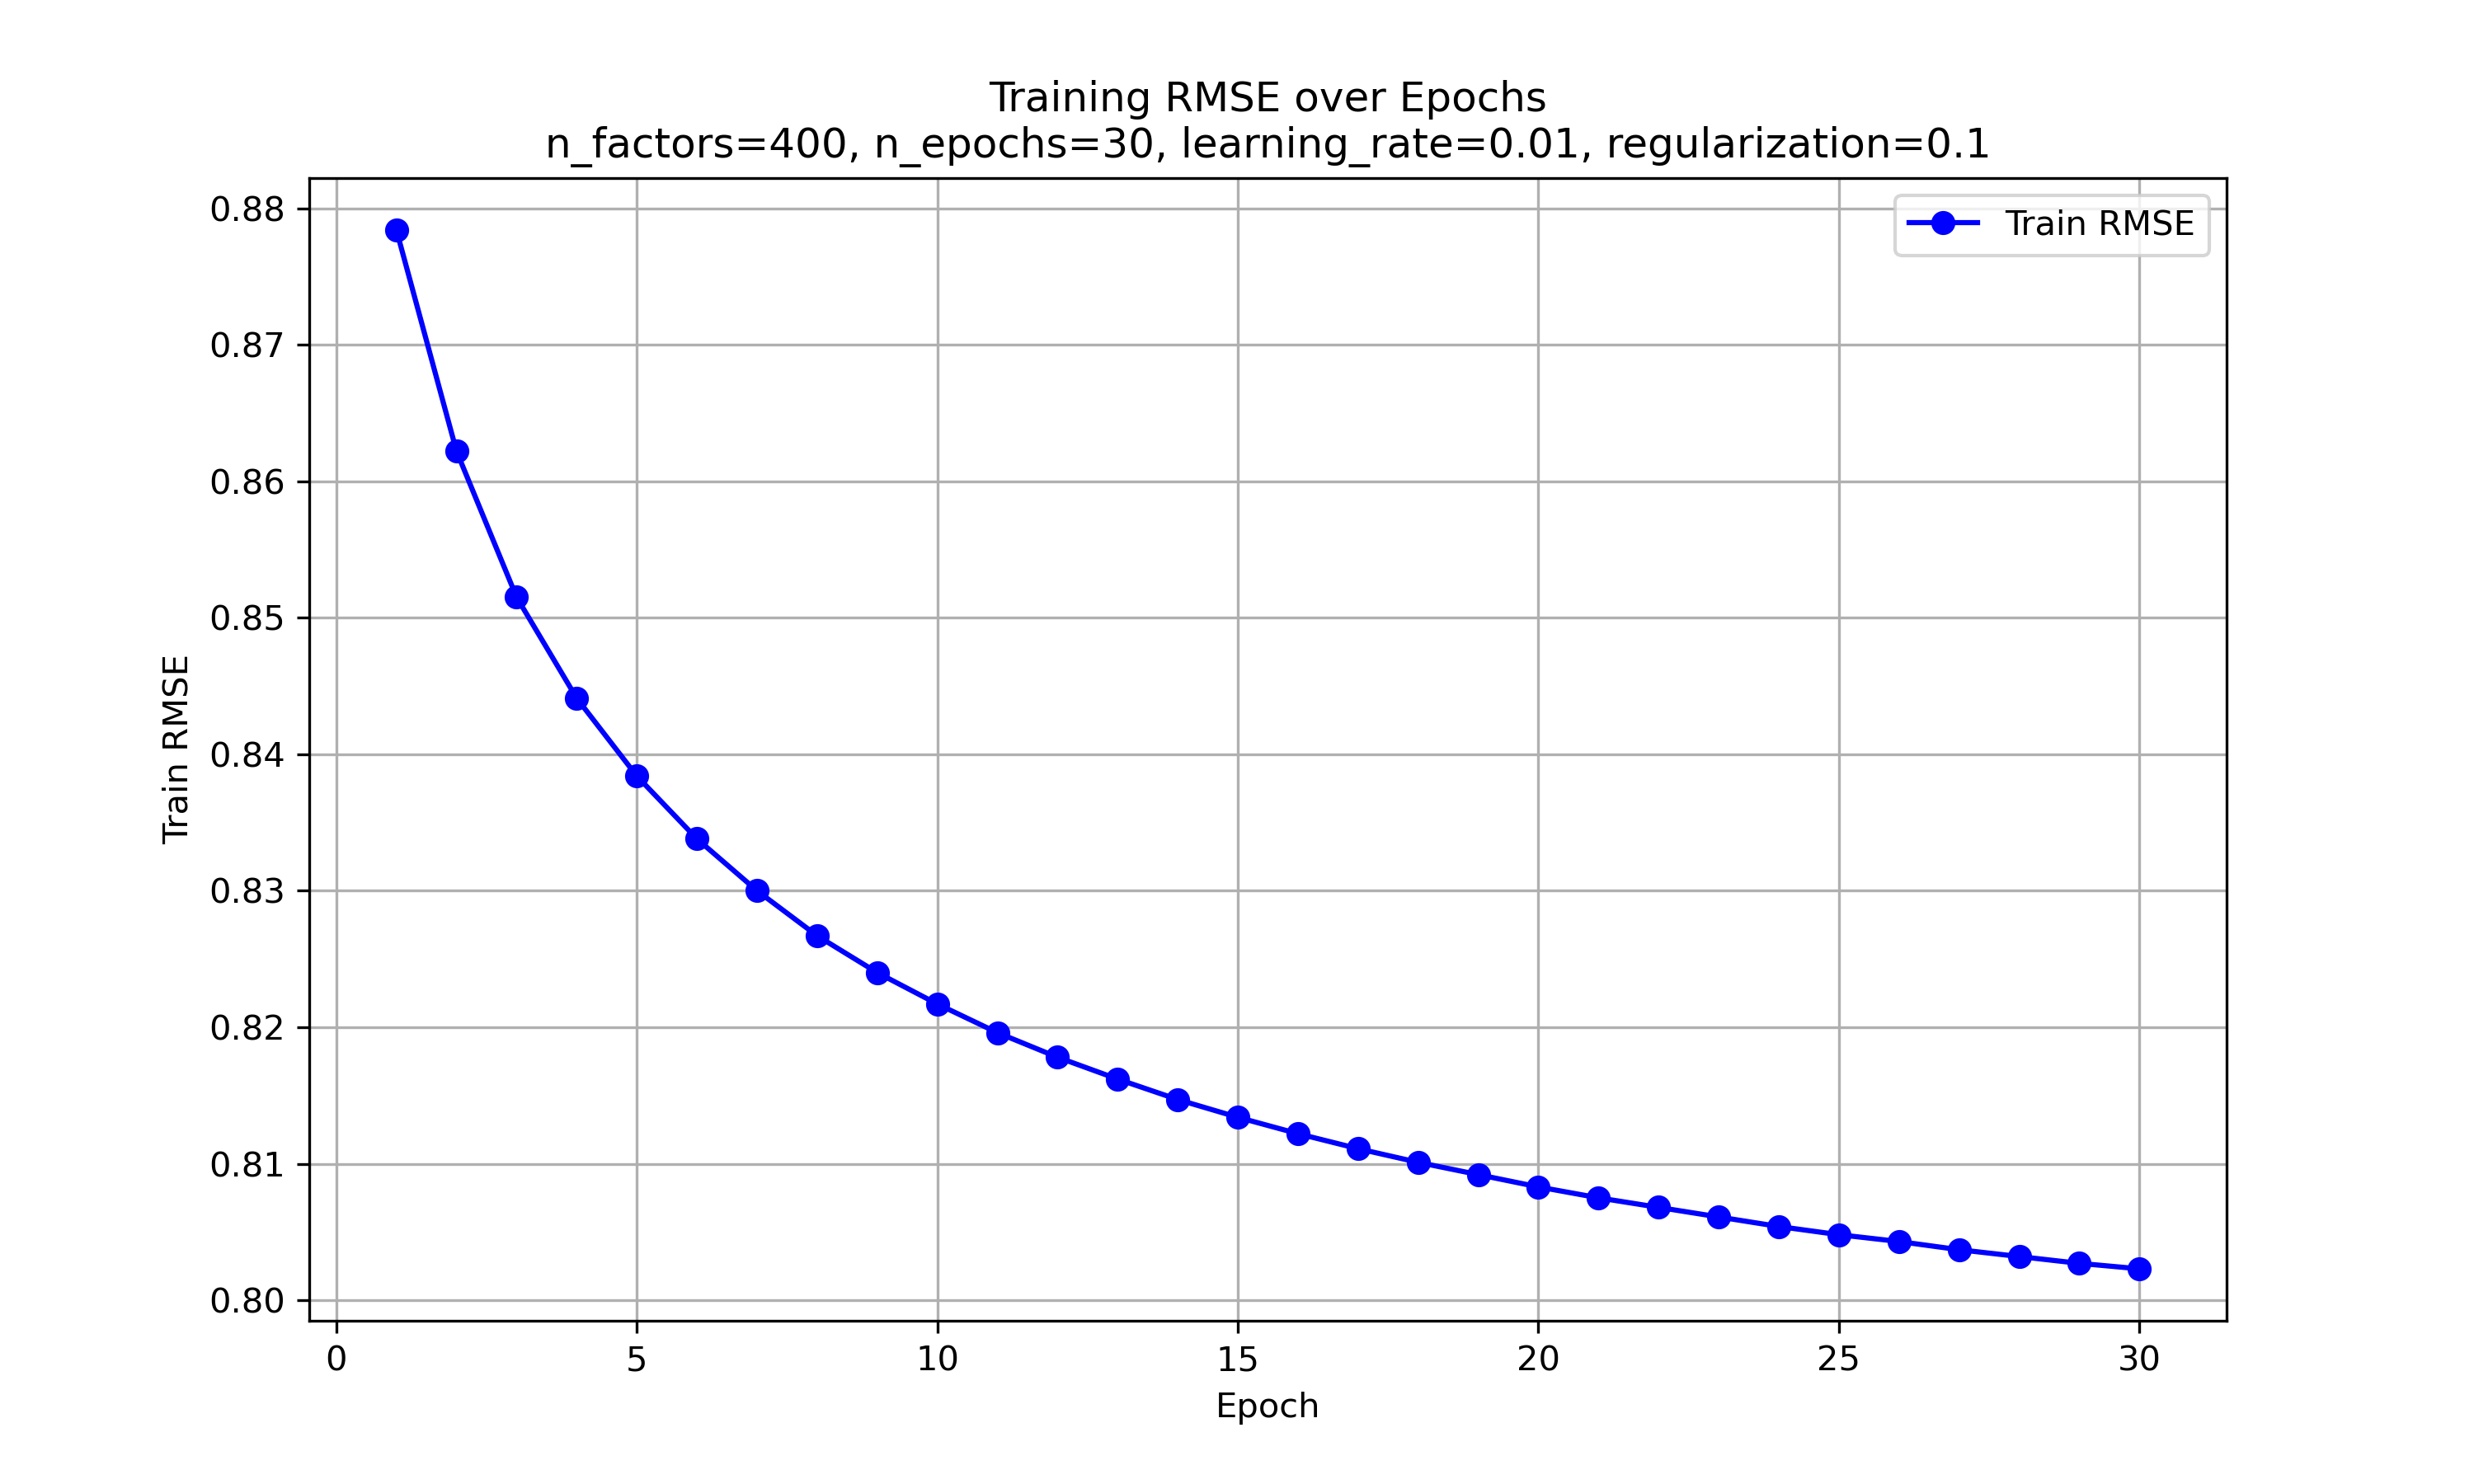 Training RMSE over Epochs
n_factors=400, n_epochs=30, learning_rate=0.01, regularization=0.1
Train RMSE
0.88
0.87
0.86
0.85
0.84
0.83
0.82
0.81
0.80
Train RMSE
0 5 10 15 20 25 30
Epoch